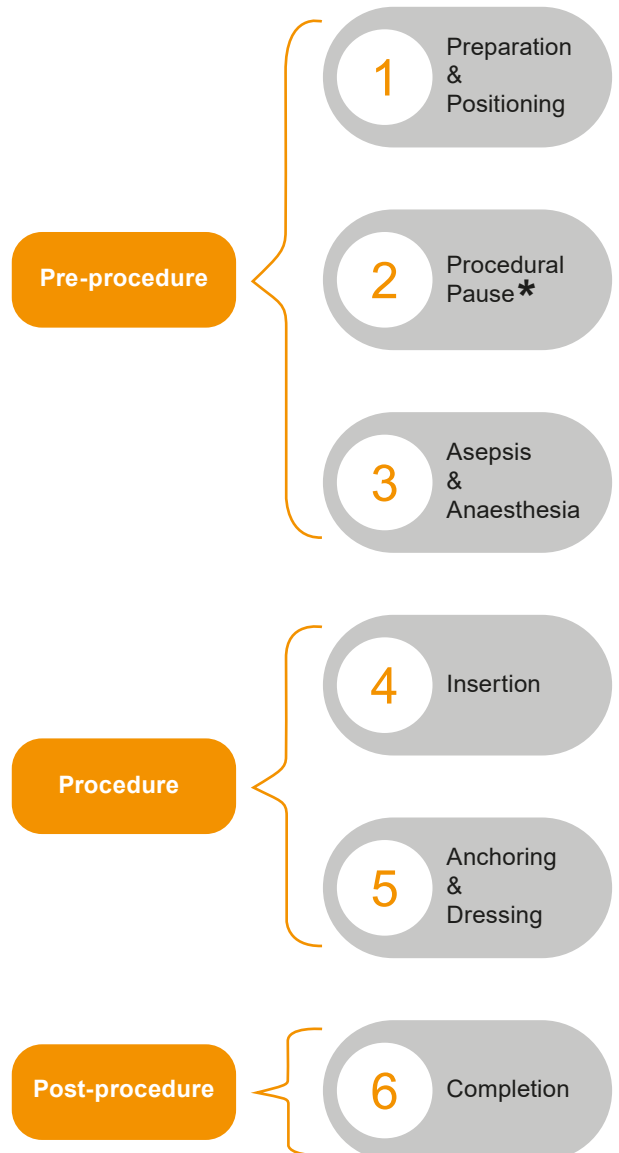 Pre-procedure
1
Preparation
&
Positioning
2
Procedural
Pause*
3
Asepsis
&
Anaesthesia
Procedure
4
Insertion
5
Anchoring
&
Dressing
Post-procedure
6
Completion